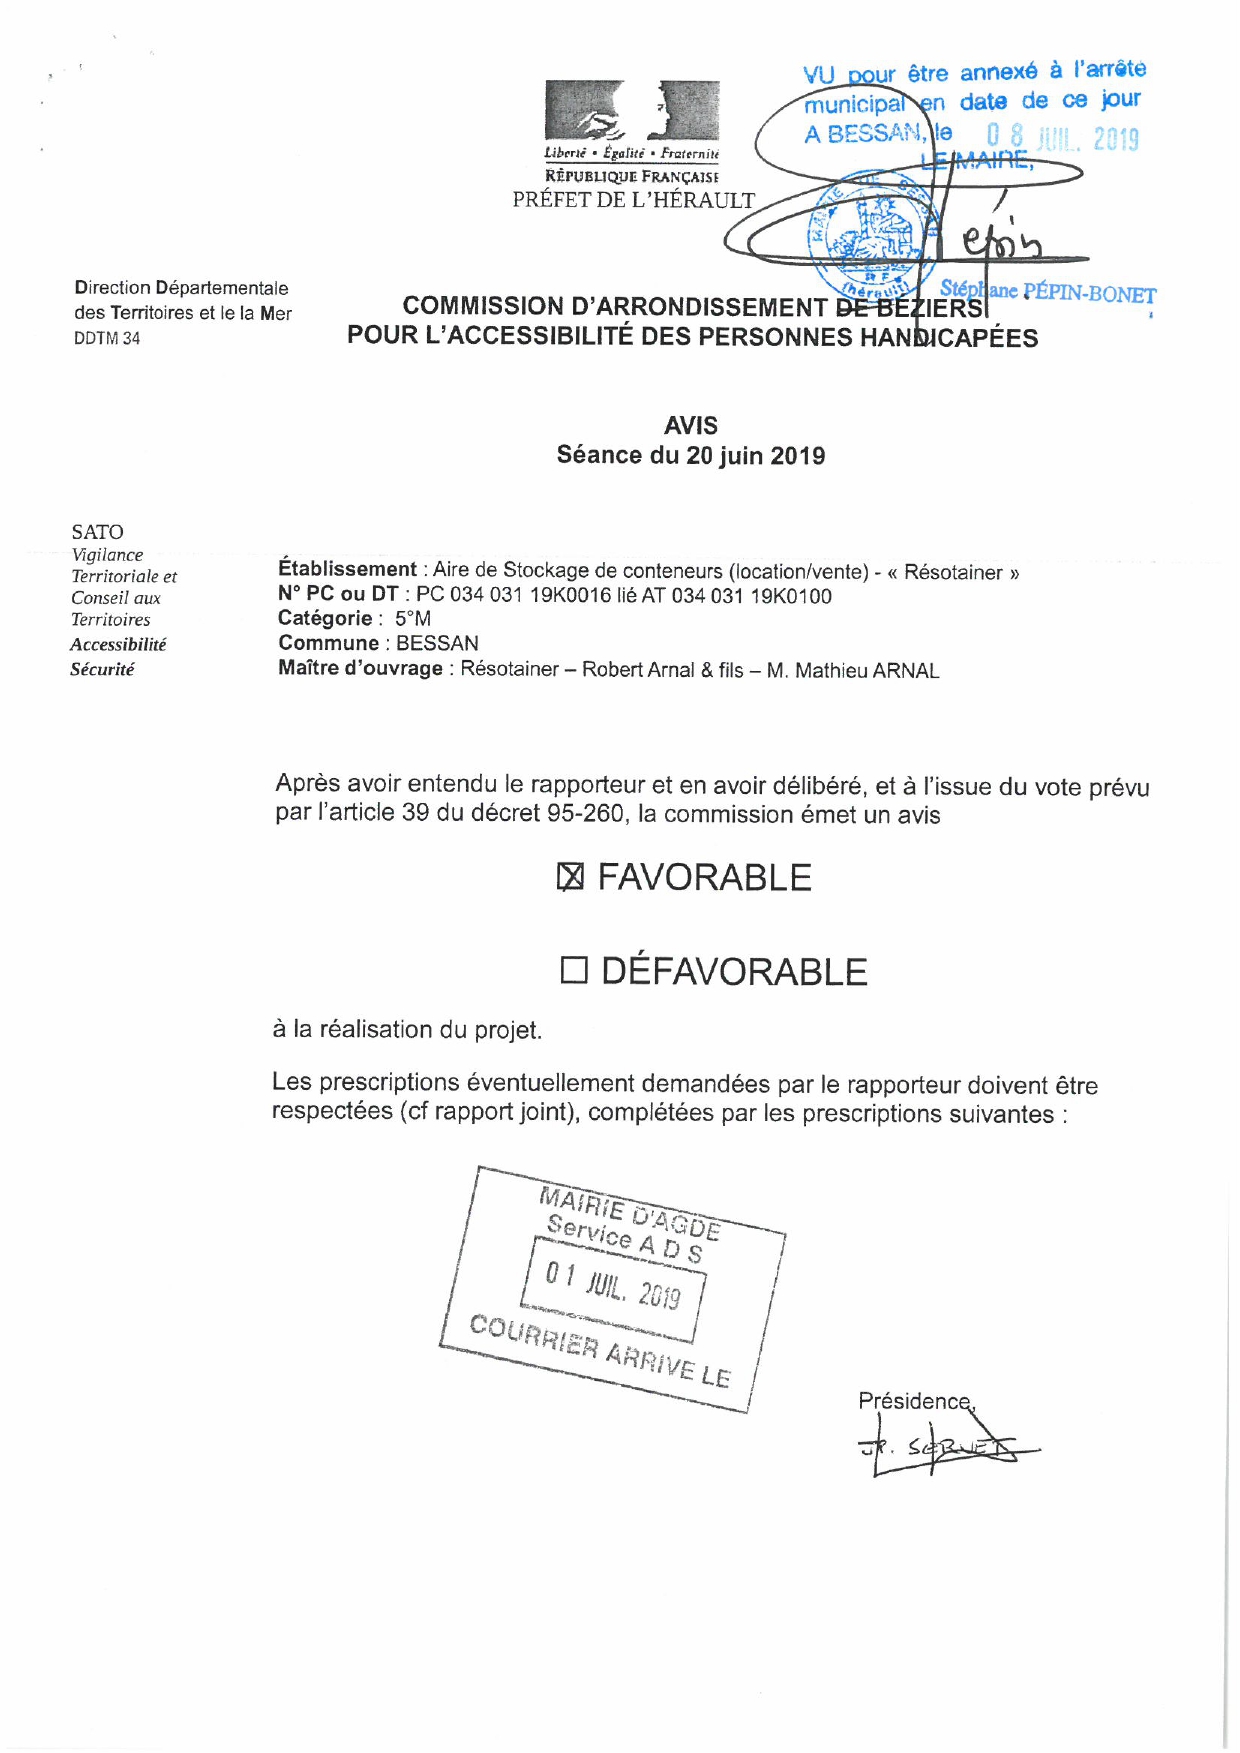 VU pour être annexé à l'arrêté
municipal en date de ce jour
A BESSAN, le 08 JUIL. 2019
LE MAIRE,
Liberté • Égalité • Fraternité
RÉPUBLIQUE FRANÇAISE
PRÉFET DE L'HÉRAULT
MAIRIE DE BESSAN
R.F.
(hérault)
Stéphane PÉPIN-BONET
Direction Départementale
des Territoires et le la Mer
DDTM 34
COMMISSION D'ARRONDISSEMENT DE BÉZIERS
POUR L'ACCESSIBILITÉ DES PERSONNES HANDICAPÉES
AVIS
Séance du 20 juin 2019
SATO
Vigilance
Territoriale et
Conseil aux
Territoires
Accessibilité
Sécurité
Établissement : Aire de Stockage de conteneurs (location/vente) - « Résotainer »
N° PC ou DT : PC 034 031 19K0016 lié AT 034 031 19K0100
Catégorie : 5°M
Commune : BESSAN
Maître d'ouvrage : Résotainer – Robert Arnal & fils – M. Mathieu ARNAL
Après avoir entendu le rapporteur et en avoir délibéré, et à l'issue du vote prévu
par l'article 39 du décret 95-260, la commission émet un avis
☒ FAVORABLE
☐ DÉFAVORABLE
à la réalisation du projet.
Les prescriptions éventuellement demandées par le rapporteur doivent être
respectées (cf rapport joint), complétées par les prescriptions suivantes :
MAIRIE D'AGDE
Service A D S
01 JUIL. 2019
COURRIER ARRIVE LE
Présidence,
JP. SERVET